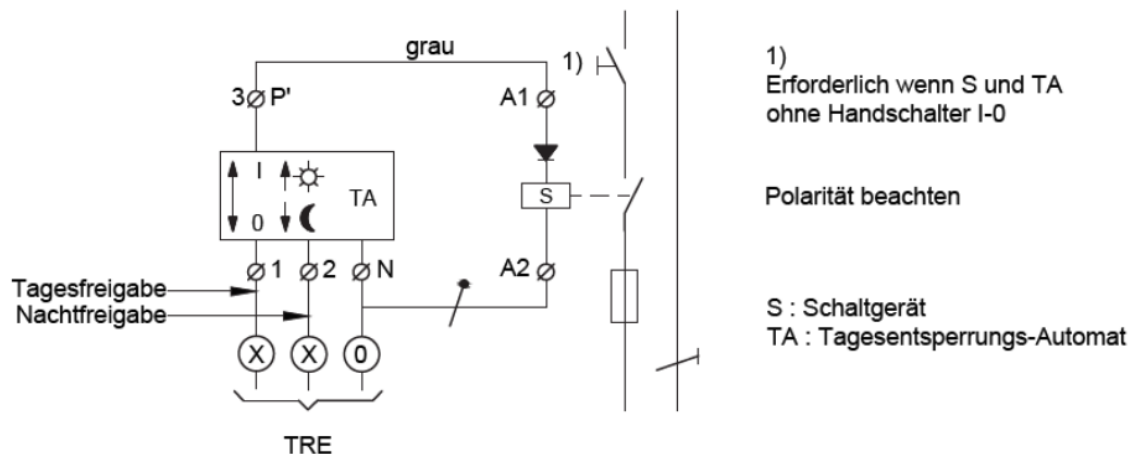 grau
1)
3 P'
A1
I
0
TA
S
1
2
N
A2
Tagesfreigabe
Nachtfreigabe
X
X
0
TRE
1)
Erforderlich wenn S und TA
ohne Handschalter I-0
Polarität beachten
S : Schaltgerät
TA : Tagesentsperrungs-Automat